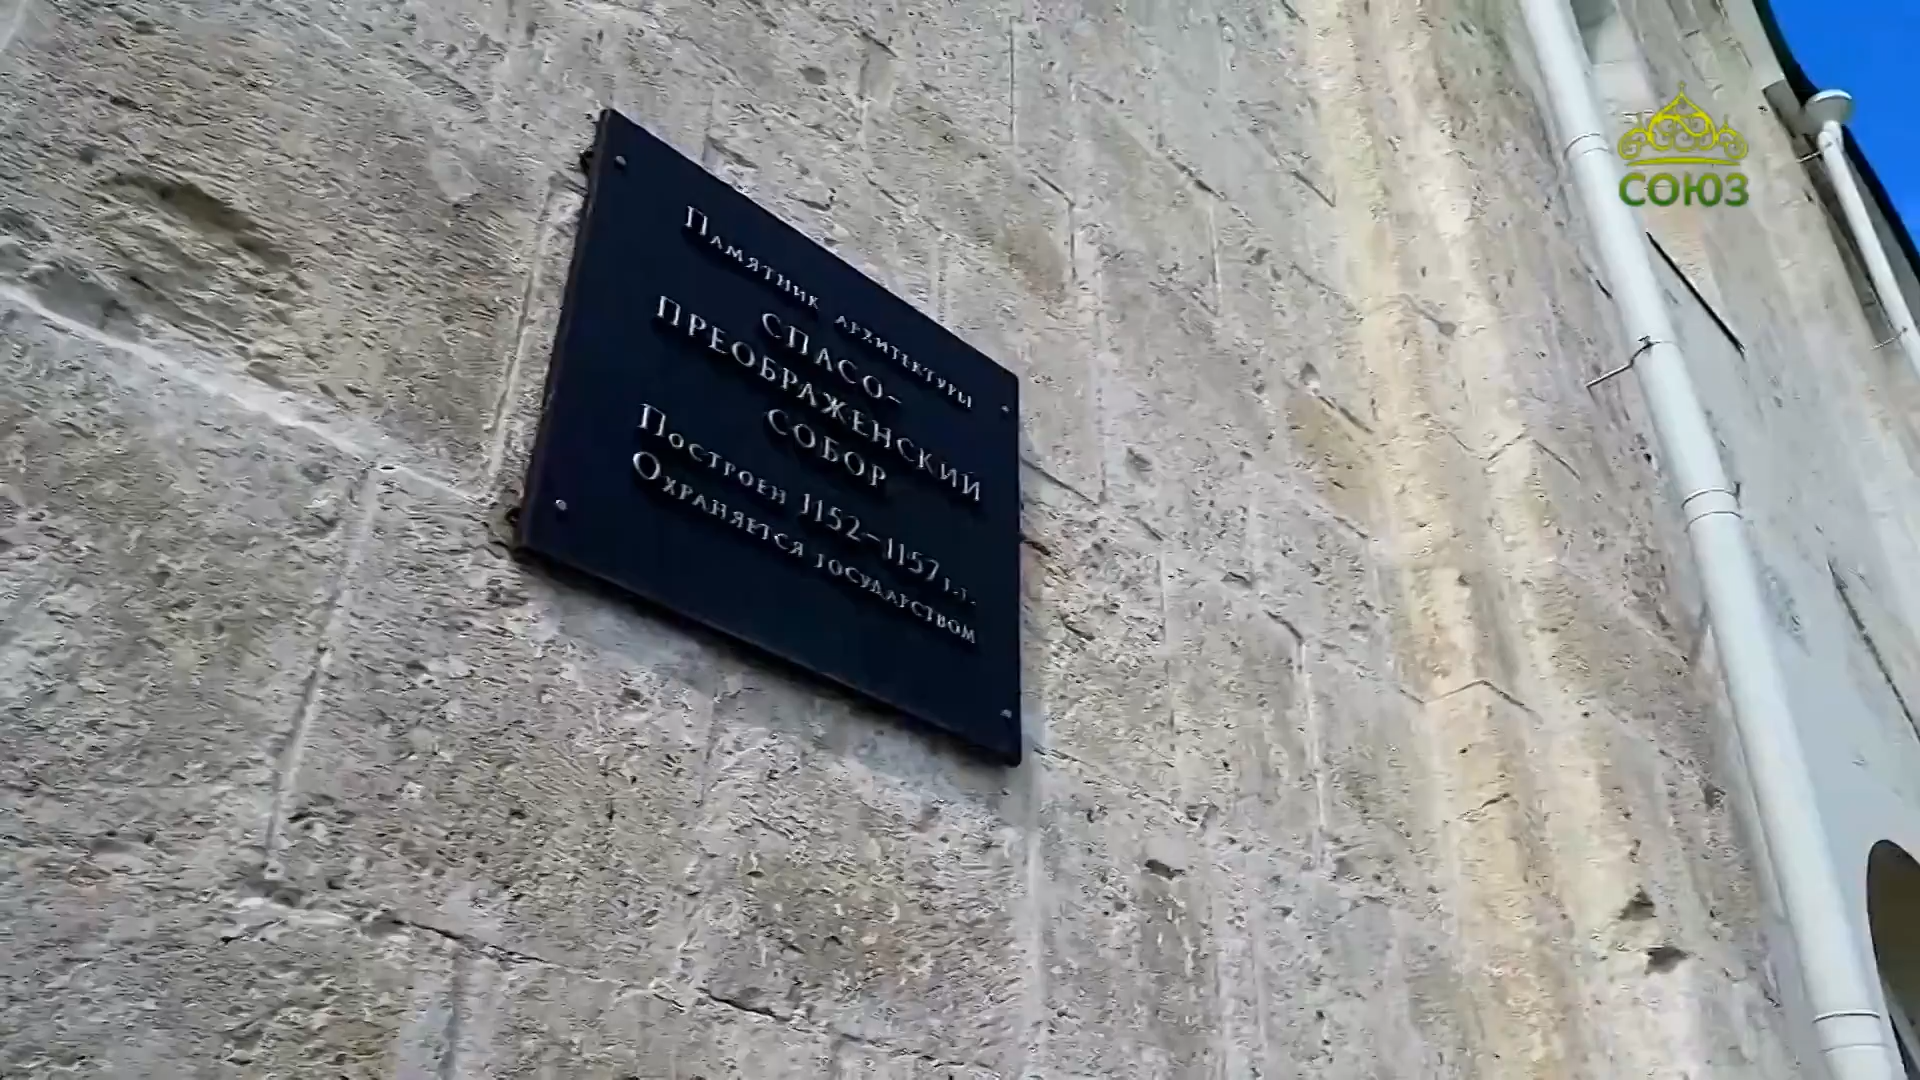 Памятник архитектуры
СПАСО-
ПРЕОБРАЖЕНСКИЙ
СОБОР
Построен 1152-1157 г.г.
Охраняется государством
СОЮЗ